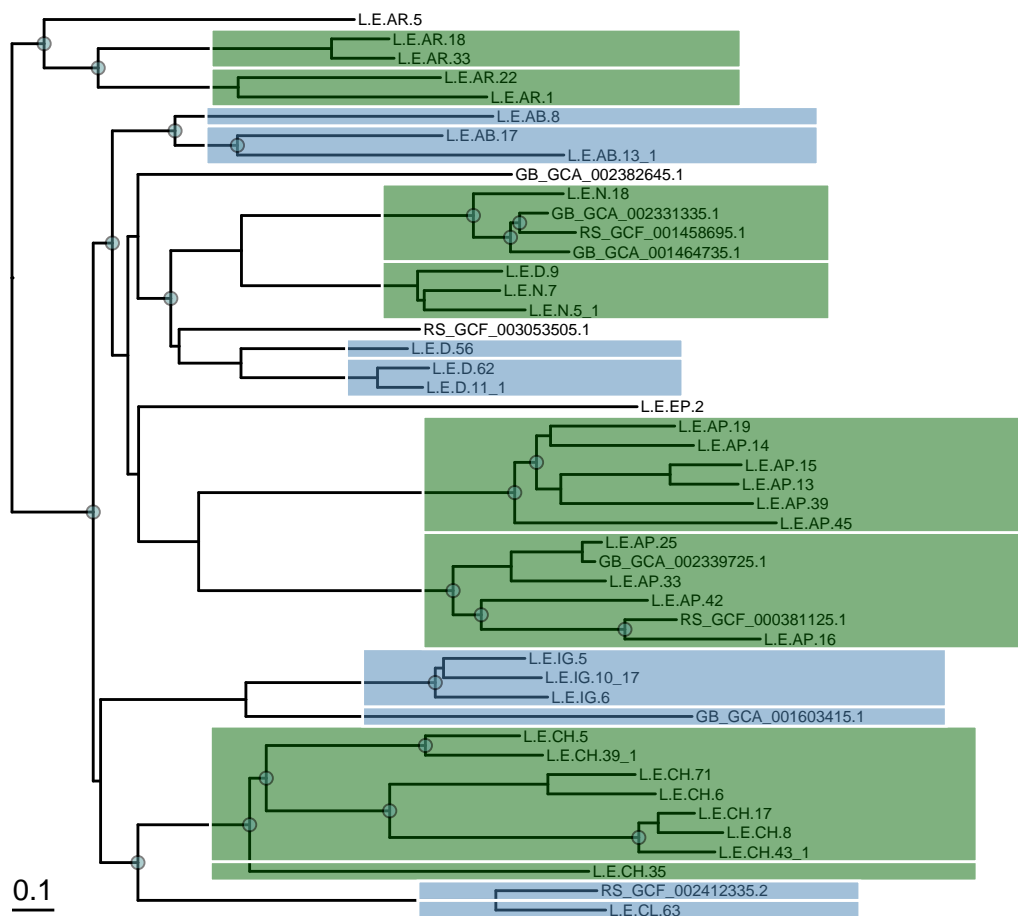 L.E.AR.5
L.E.AR.18
L.E.AR.33
L.E.AR.22
L.E.AR.1
L.E.AB.8
L.E.AB.17
L.E.AB.13_1
GB_GCA_002382645.1
L.E.N.18
GB_GCA_002331335.1
RS_GCF_001458695.1
GB_GCA_001464735.1
L.E.D.9
L.E.N.7
L.E.N.5_1
RS_GCF_003053505.1
L.E.D.56
L.E.D.62
L.E.D.11_1
L.E.EP.2
L.E.AP.19
L.E.AP.14
L.E.AP.15
L.E.AP.13
L.E.AP.39
L.E.AP.45
L.E.AP.25
GB_GCA_002339725.1
L.E.AP.33
L.E.AP.42
RS_GCF_000381125.1
L.E.AP.16
L.E.IG.5
L.E.IG.10_17
L.E.IG.6
GB_GCA_001603415.1
L.E.CH.5
L.E.CH.39_1
L.E.CH.71
L.E.CH.6
L.E.CH.17
L.E.CH.8
L.E.CH.43_1
L.E.CH.35
RS_GCF_002412335.2
L.E.CL.63
0.1